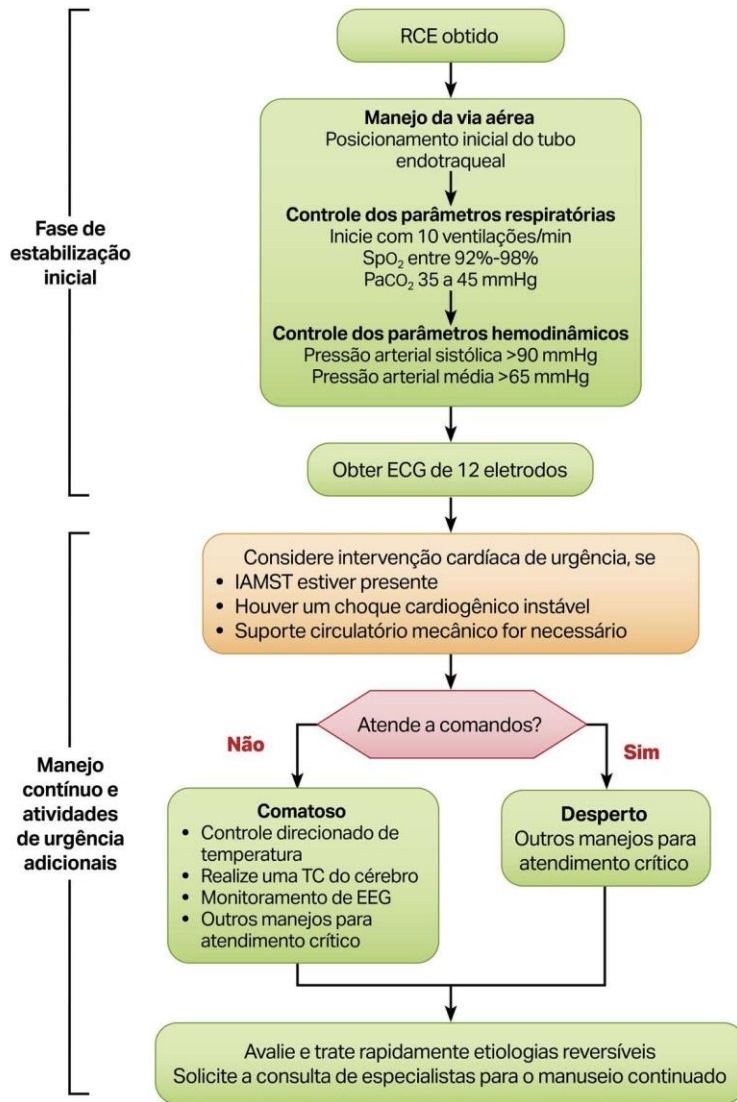 RCE obtido
Manejo da via aérea
Posicionamento inicial do tubo
endotraqueal
Controle dos parâmetros respiratórias
Inicie com 10 ventilações/min
SpO₂ entre 92%-98%
PaCO₂ 35 a 45 mmHg
Controle dos parâmetros hemodinâmicos
Pressão arterial sistólica >90 mmHg
Pressão arterial média >65 mmHg
Fase de
estabilização
inicial
Obter ECG de 12 eletrodos
Considere intervenção cardíaca de urgência, se
• IAMST estiver presente
• Houver um choque cardiogênico instável
• Suporte circulatório mecânico for necessário
Atende a comandos?
Não
Sim
Manejo
contínuo e
atividades
de urgência
adicionais
Comatoso
• Controle direcionado de
temperatura
• Realize uma TC do cérebro
• Monitoramento de EEG
• Outros manejos para
atendimento crítico
Desperto
Outros manejos para
atendimento crítico
Avalie e trate rapidamente etiologias reversíveis
Solicite a consulta de especialistas para o manuseio continuado